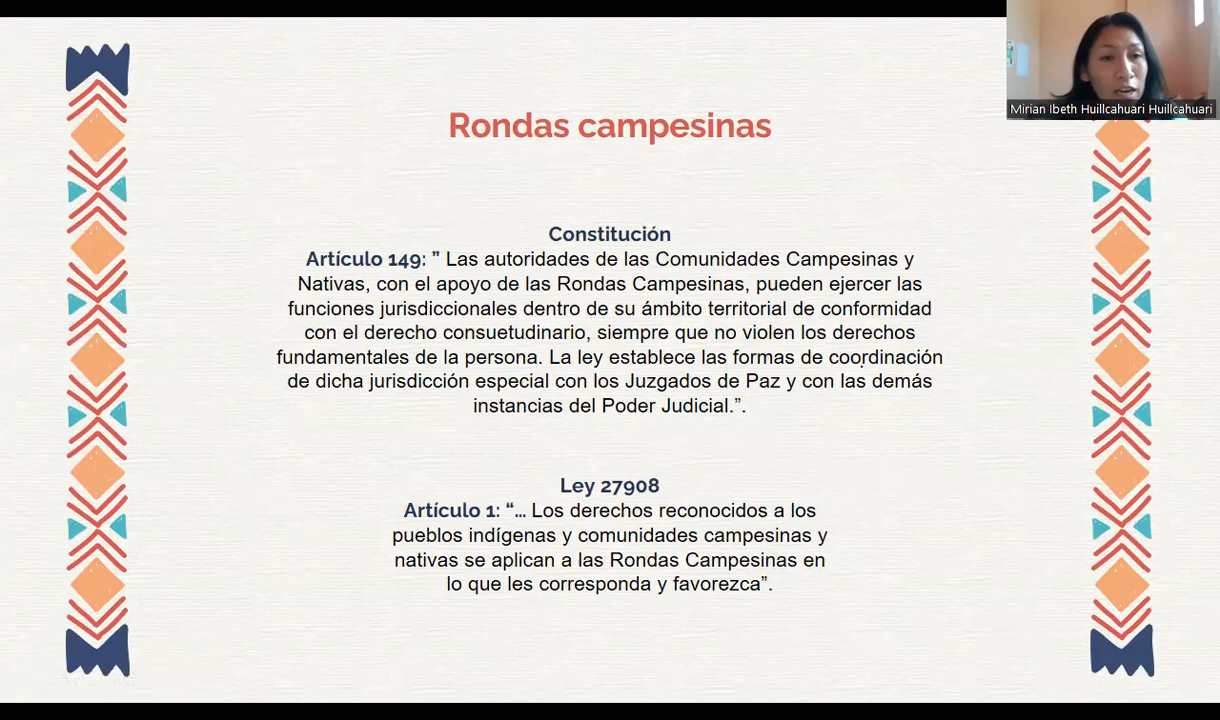 Mirian Ibeth Huillcahuari Huillcahuari
Rondas campesinas
Constitución
Artículo 149: ” Las autoridades de las Comunidades Campesinas y
Nativas, con el apoyo de las Rondas Campesinas, pueden ejercer las
funciones jurisdiccionales dentro de su ámbito territorial de conformidad
con el derecho consuetudinario, siempre que no violen los derechos
fundamentales de la persona. La ley establece las formas de coordinación
de dicha jurisdicción especial con los Juzgados de Paz y con las demás
instancias del Poder Judicial.”.
Ley 27908
Artículo 1: “... Los derechos reconocidos a los
pueblos indígenas y comunidades campesinas y
nativas se aplican a las Rondas Campesinas en
lo que les corresponda y favorezca”.